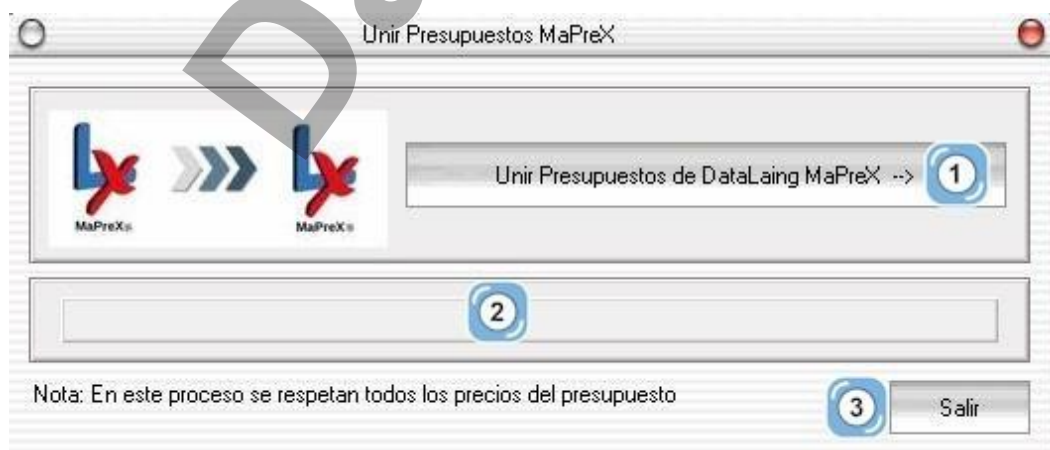 Unir Presupuestos MaPreX
Unir Presupuestos de DataLaing MaPreX -->
1
MaPreX®
MaPreX®
2
Nota: En este proceso se respetan todos los precios del presupuesto
3
Salir